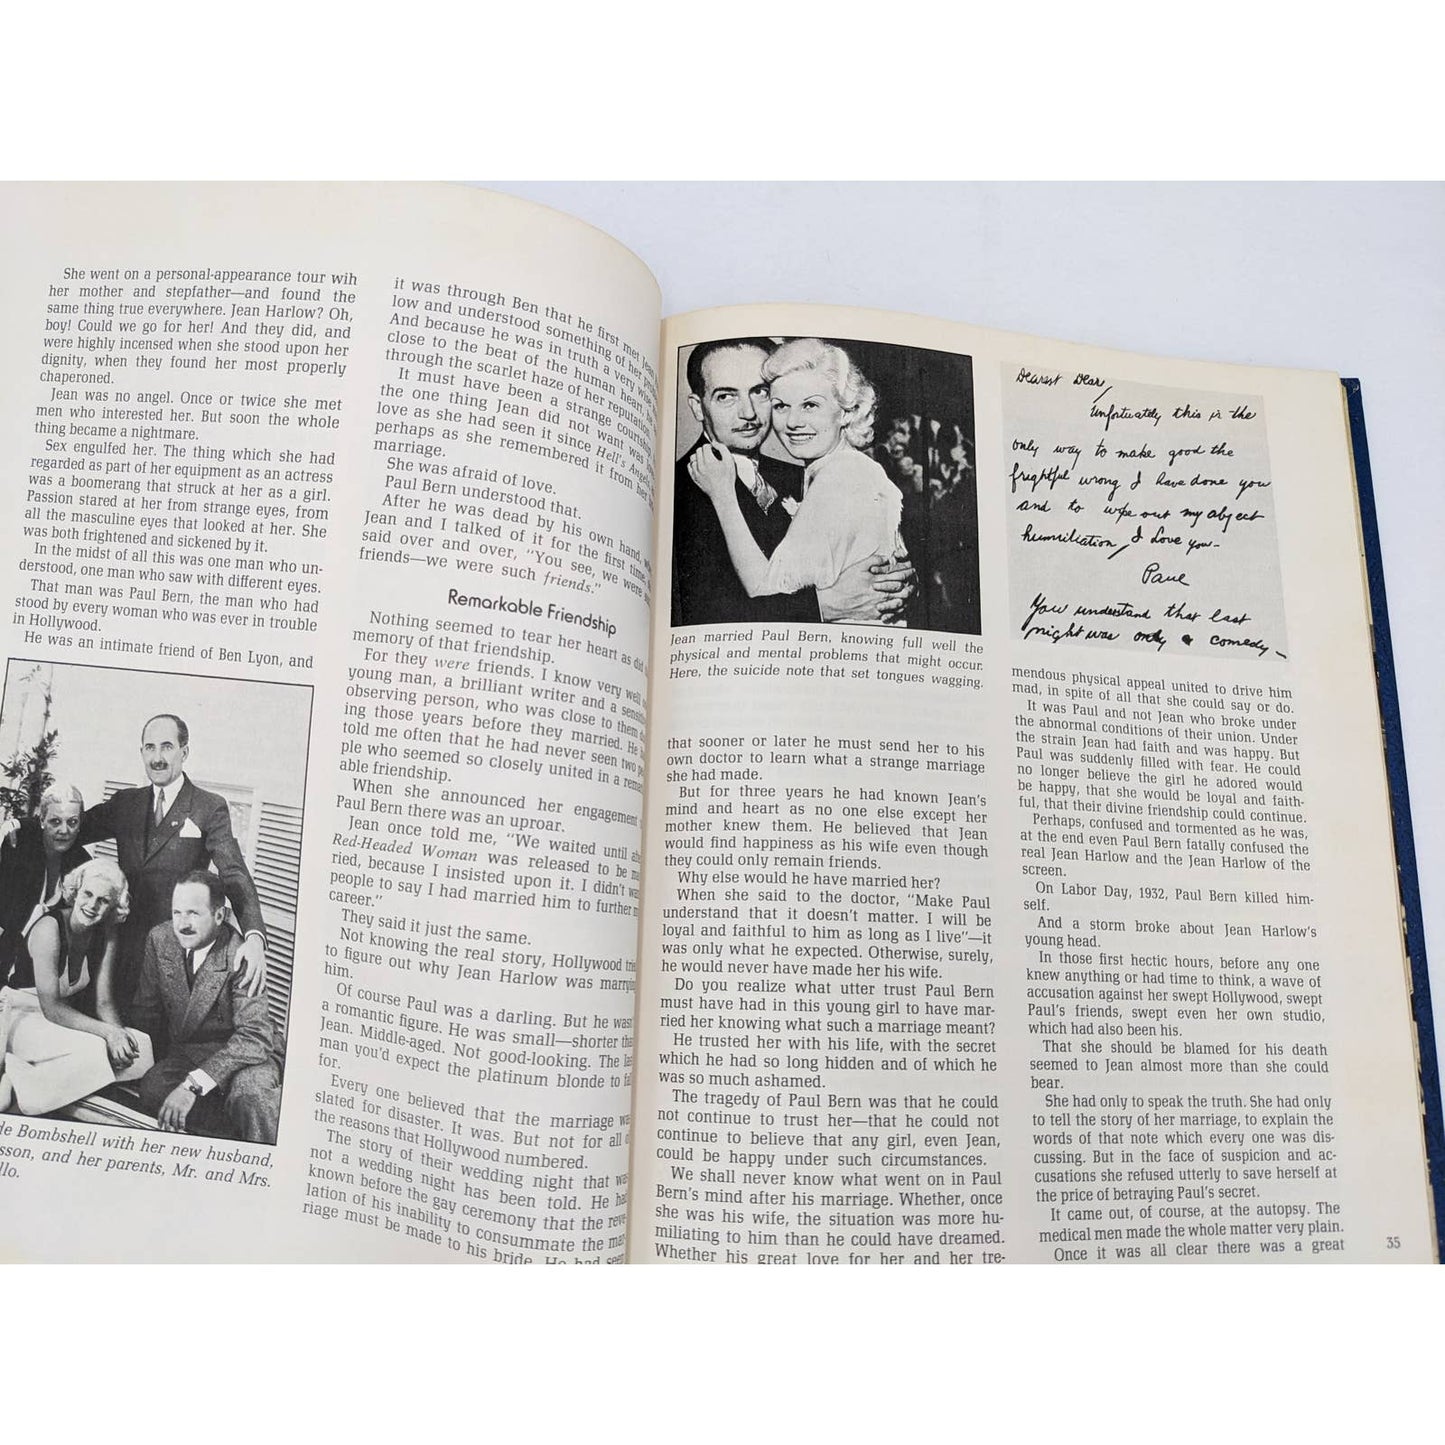 She went on a personal-appearance tour wih
her mother and stepfather—and found the
same thing true everywhere. Jean Harlow? Oh,
boy! Could we go for her! And they did, and
were highly incensed when she stood upon her
dignity, when they found her most properly
chaperoned.
Jean was no angel. Once or twice she met
men who interested her. But soon the whole
thing became a nightmare.
Sex engulfed her. The thing which she had
regarded as part of her equipment as an actress
was a boomerang that struck at her as a girl.
Passion stared at her from strange eyes, from
all the masculine eyes that looked at her. She
was both frightened and sickened by it.
In the midst of all this was one man who un-
derstood, one man who saw with different eyes.
That man was Paul Bern, the man who had
stood by every woman who was ever in trouble
in Hollywood.
He was an intimate friend of Ben Lyon, and
Bombshell with her new husband,
and her parents, Mr. and Mrs.
it was through Ben that he first met Jean
low and understood something of her
And because he was in truth a very wise
close to the beat of the human heart,
through the scarlet haze of her reputation
It must have been a strange courtship
the one thing Jean did not want was
love as she had seen it since Hell's Angels,
perhaps as she remembered it from her
marriage.
She was afraid of love.
Paul Bern understood that.
After he was dead by his own hand,
Jean and I talked of it for the first time,
said over and over, "You see, we were
friends—we were such friends."
Remarkable Friendship
Nothing seemed to tear her heart as did
memory of that friendship.
For they were friends. I know very well
young man, a brilliant writer and a
observing person, who was close to them
ing those years before they married. He
told me often that he had never seen two
ple who seemed so closely united in a
able friendship.
When she announced her engagement
Paul Bern there was an uproar.
Jean once told me, "We waited until
Red-Headed Woman was released to be
ried, because I insisted upon it. I didn't
people to say I had married him to further
career."
They said it just the same.
Not knowing the real story, Hollywood
to figure out why Jean Harlow was
him.
Of course Paul was a darling. But he
a romantic figure. He was small—shorter
Jean. Middle-aged. Not good-looking. The
man you'd expect the platinum blonde to
for.
Every one believed that the marriage
slated for disaster. It was. But not for all
the reasons that Hollywood numbered.
The story of their wedding night that
not a wedding night has been told. He
known before the gay ceremony that the
lation of his inability to consummate the
riage must be made to his bride. He had
Jean married Paul Bern, knowing full well the
physical and mental problems that might occur.
Here, the suicide note that set tongues wagging.
that sooner or later he must send her to his
own doctor to learn what a strange marriage
she had made.
But for three years he had known Jean's
mind and heart as no one else except her
mother knew them. He believed that Jean
would find happiness as his wife even though
they could only remain friends.
Why else would he have married her?
When she said to the doctor, "Make Paul
understand that it doesn't matter. I will be
loyal and faithful to him as long as I live"—it
was only what he expected. Otherwise, surely,
he would never have made her his wife.
Do you realize what utter trust Paul Bern
must have had in this young girl to have mar-
ried her knowing what such a marriage meant?
He trusted her with his life, with the secret
which he had so long hidden and of which he
was so much ashamed.
The tragedy of Paul Bern was that he could
not continue to trust her—that he could not
continue to believe that any girl, even Jean,
could be happy under such circumstances.
We shall never know what went on in Paul
Bern's mind after his marriage. Whether, once
she was his wife, the situation was more hu-
miliating to him than he could have dreamed.
Whether his great love for her and her tre-
Dearest Dear,
Unfortunately this is the
only way to make good the
frightful wrong I have done you
and to wipe out my abject
humiliation, I love you-
Paul
You understand that last
night was only a comedy-
mendous physical appeal united to drive him
mad, in spite of all that she could say or do.
It was Paul and not Jean who broke under
the abnormal conditions of their union. Under
the strain Jean had faith and was happy. But
Paul was suddenly filled with fear. He could
no longer believe the girl he adored would
be happy, that she would be loyal and faith-
ful, that their divine friendship could continue.
Perhaps, confused and tormented as he was,
at the end even Paul Bern fatally confused the
real Jean Harlow and the Jean Harlow of the
screen.
On Labor Day, 1932, Paul Bern killed him-
self.
And a storm broke about Jean Harlow's
young head.
In those first hectic hours, before any one
knew anything or had time to think, a wave of
accusation against her swept Hollywood, swept
Paul's friends, swept even her own studio,
which had also been his.
That she should be blamed for his death
seemed to Jean almost more than she could
bear.
She had only to speak the truth. She had only
to tell the story of her marriage, to explain the
words of that note which every one was dis-
cussing. But in the face of suspicion and ac-
cusations she refused utterly to save herself at
the price of betraying Paul's secret.
It came out, of course, at the autopsy. The
medical men made the whole matter very plain.
Once it was all clear there was a great
35